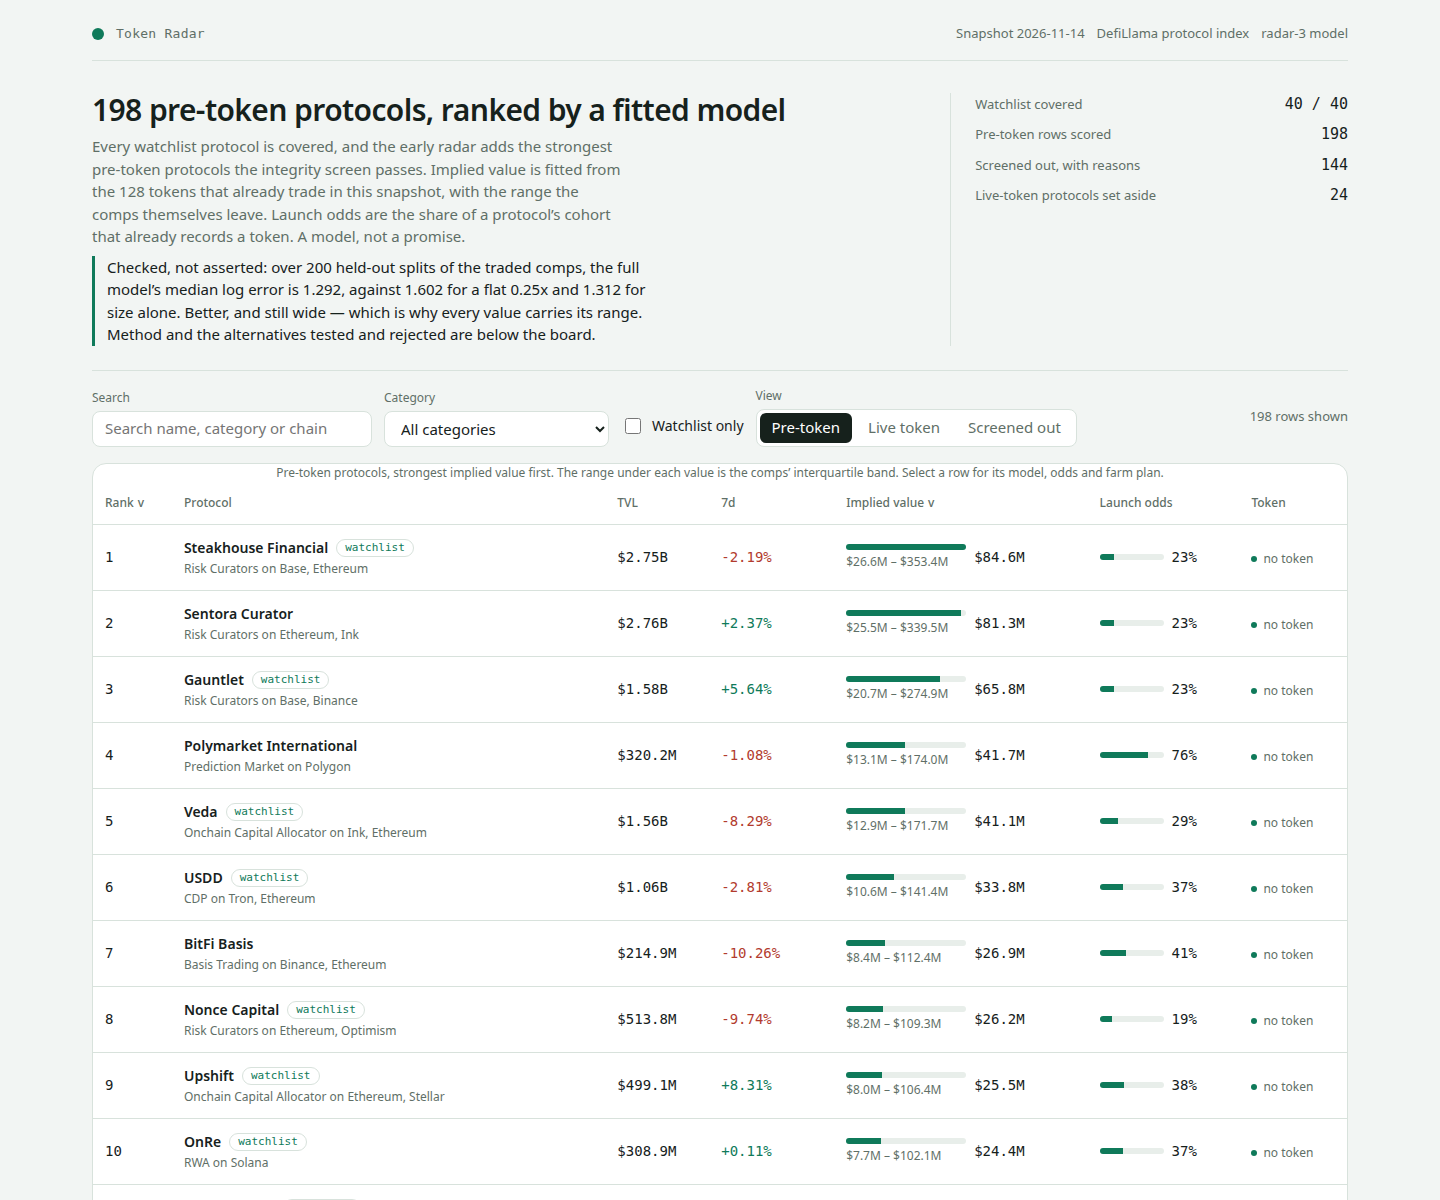 Token Radar
Snapshot 2026-11-14 DefiLlama protocol index radar-3 model
198 pre-token protocols, ranked by a fitted model
Every watchlist protocol is covered, and the early radar adds the strongest
pre-token protocols the integrity screen passes. Implied value is fitted from
the 128 tokens that already trade in this snapshot, with the range the
comps themselves leave. Launch odds are the share of a protocol’s cohort
that already records a token. A model, not a promise.
Checked, not asserted: over 200 held-out splits of the traded comps, the full
model’s median log error is 1.292, against 1.602 for a flat 0.25x and 1.312 for
size alone. Better, and still wide — which is why every value carries its range.
Method and the alternatives tested and rejected are below the board.
Watchlist covered 40 / 40
Pre-token rows scored 198
Screened out, with reasons 144
Live-token protocols set aside 24
Search
Search name, category or chain
Category
All categories
Watchlist only
View
Pre-token Live token Screened out
198 rows shown
Pre-token protocols, strongest implied value first. The range under each value is the comps’ interquartile band. Select a row for its model, odds and farm plan.
Rank v Protocol TVL 7d Implied value v Launch odds Token
1 Steakhouse Financial watchlist $2.75B -2.19% $84.6M 23% no token
Risk Curators on Base, Ethereum $26.6M – $353.4M
2 Sentora Curator $2.76B +2.37% $81.3M 23% no token
Risk Curators on Ethereum, Ink $25.5M – $339.5M
3 Gauntlet watchlist $1.58B +5.64% $65.8M 23% no token
Risk Curators on Base, Binance $20.7M – $274.9M
4 Polymarket International $320.2M -1.08% $41.7M 76% no token
Prediction Market on Polygon $13.1M – $174.0M
5 Veda watchlist $1.56B -8.29% $41.1M 29% no token
Onchain Capital Allocator on Ink, Ethereum $12.9M – $171.7M
6 USDD watchlist $1.06B -2.81% $33.8M 37% no token
CDP on Tron, Ethereum $10.6M – $141.4M
7 BitFi Basis $214.9M -10.26% $26.9M 41% no token
Basis Trading on Binance, Ethereum $8.4M – $112.4M
8 Nonce Capital watchlist $513.8M -9.74% $26.2M 19% no token
Risk Curators on Ethereum, Optimism $8.2M – $109.3M
9 Upshift watchlist $499.1M +8.31% $25.5M 38% no token
Onchain Capital Allocator on Ethereum, Stellar $8.0M – $106.4M
10 OnRe watchlist $308.9M +0.11% $24.4M 37% no token
RWA on Solana $7.7M – $102.1M